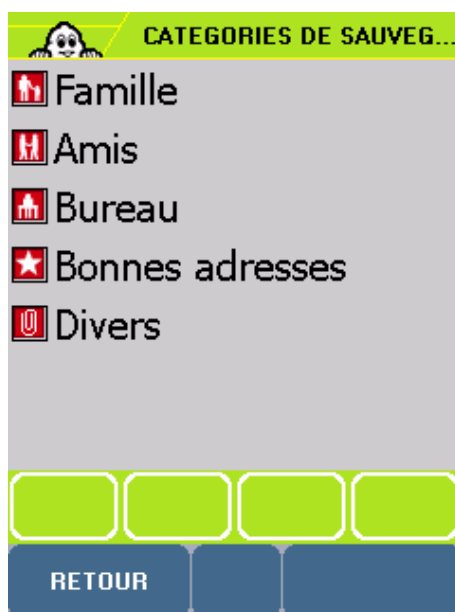 CATEGORIES DE SAUVEG...
Famille
Amis
Bureau
Bonnes adresses
Divers
RETOUR